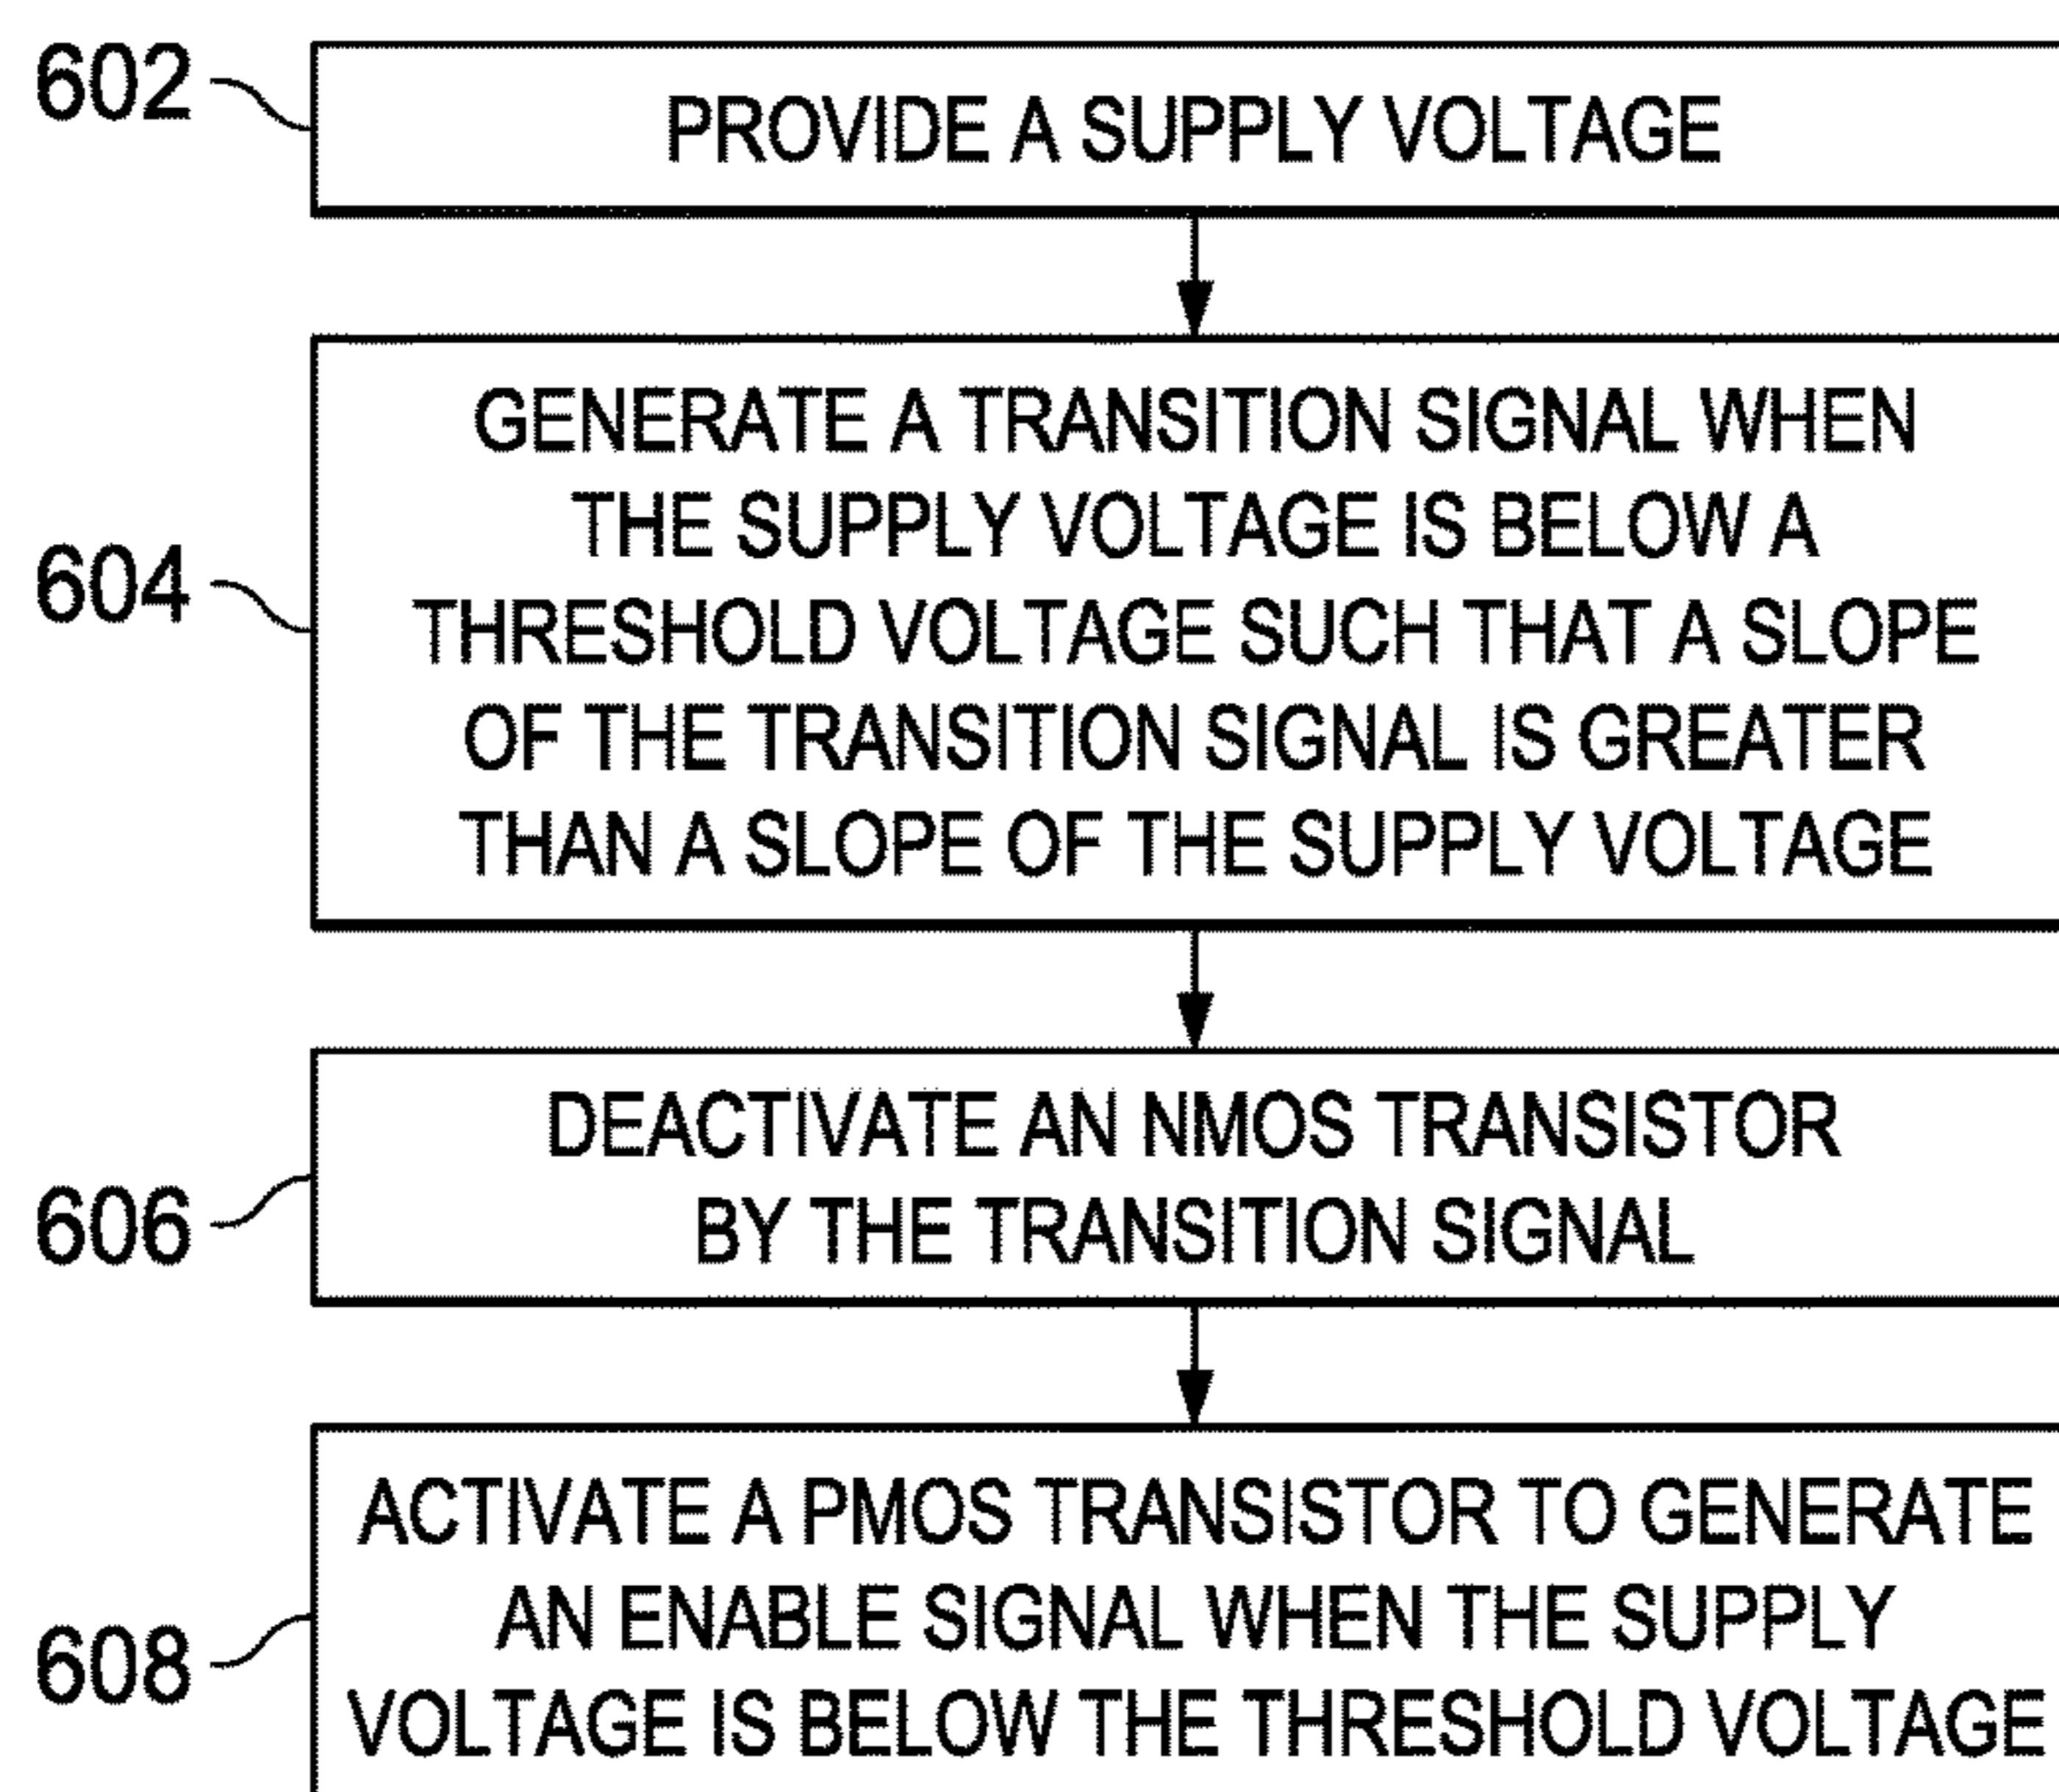 602
PROVIDE A SUPPLY VOLTAGE
604
GENERATE A TRANSITION SIGNAL WHEN
THE SUPPLY VOLTAGE IS BELOW A
THRESHOLD VOLTAGE SUCH THAT A SLOPE
OF THE TRANSITION SIGNAL IS GREATER
THAN A SLOPE OF THE SUPPLY VOLTAGE
606
DEACTIVATE AN NMOS TRANSISTOR
BY THE TRANSITION SIGNAL
608
ACTIVATE A PMOS TRANSISTOR TO GENERATE
AN ENABLE SIGNAL WHEN THE SUPPLY
VOLTAGE IS BELOW THE THRESHOLD VOLTAGE